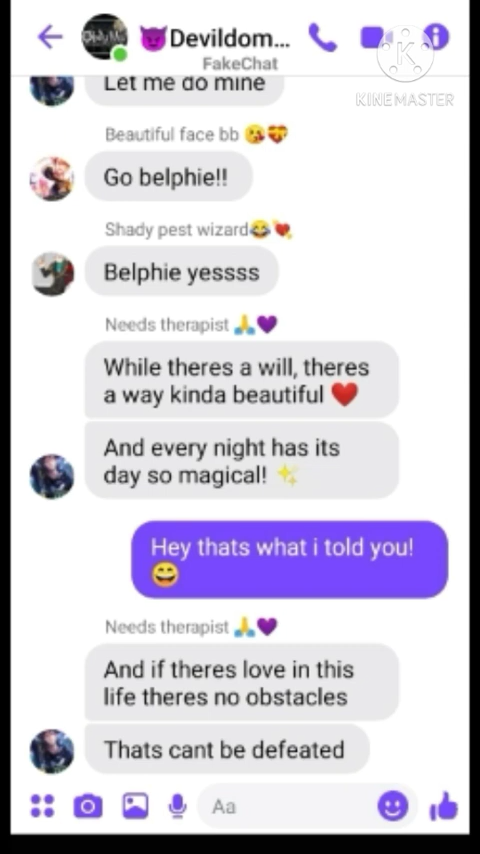 😈Devildom...
FakeChat
K
KINEMASTER
Let me do mine
Beautiful face bb 😘💝
Go belphie!!
Shady pest wizard😂💘
Belphie yessss
Needs therapist 🙏💜
While theres a will, theres
a way kinda beautiful ❤️
And every night has its
day so magical! ✨
Hey thats what i told you!
😄
Needs therapist 🙏💜
And if theres love in this
life theres no obstacles
Thats cant be defeated
Aa